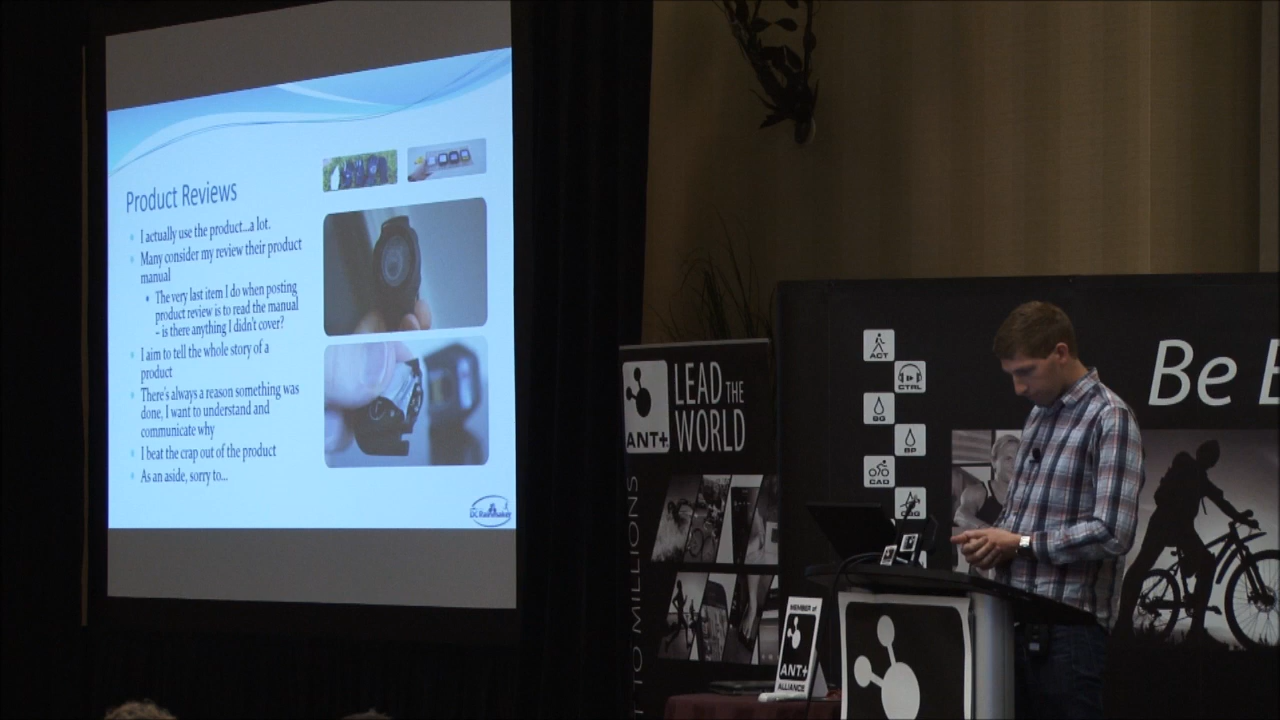 Product Reviews
I actually use the product...a lot.
Many consider my review their product
manual
The very last item I do when posting
product review is to read the manual
– is there anything I didn't cover?
I aim to tell the whole story of a
product
There's always a reason something was
done, I want to understand and
communicate why
I beat the crap out of the product
As an aside, sorry to...
DC Rainmaker
LEAD THE
WORLD
ANT+
TO MILLIONS
ACT
CTRL
BG
BP
CAD
Be
MEMBER of
ANT+
ALLIANCE